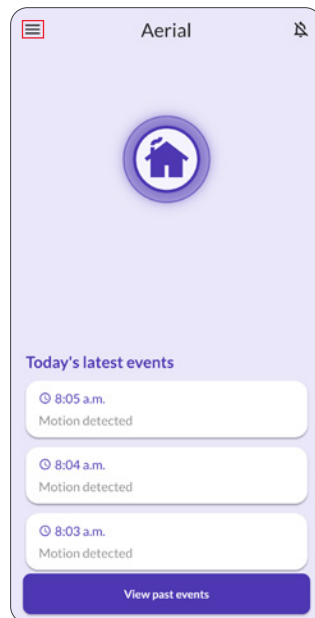 Aerial
Today's latest events
8:05 a.m.
Motion detected
8:04 a.m.
Motion detected
8:03 a.m.
Motion detected
View past events